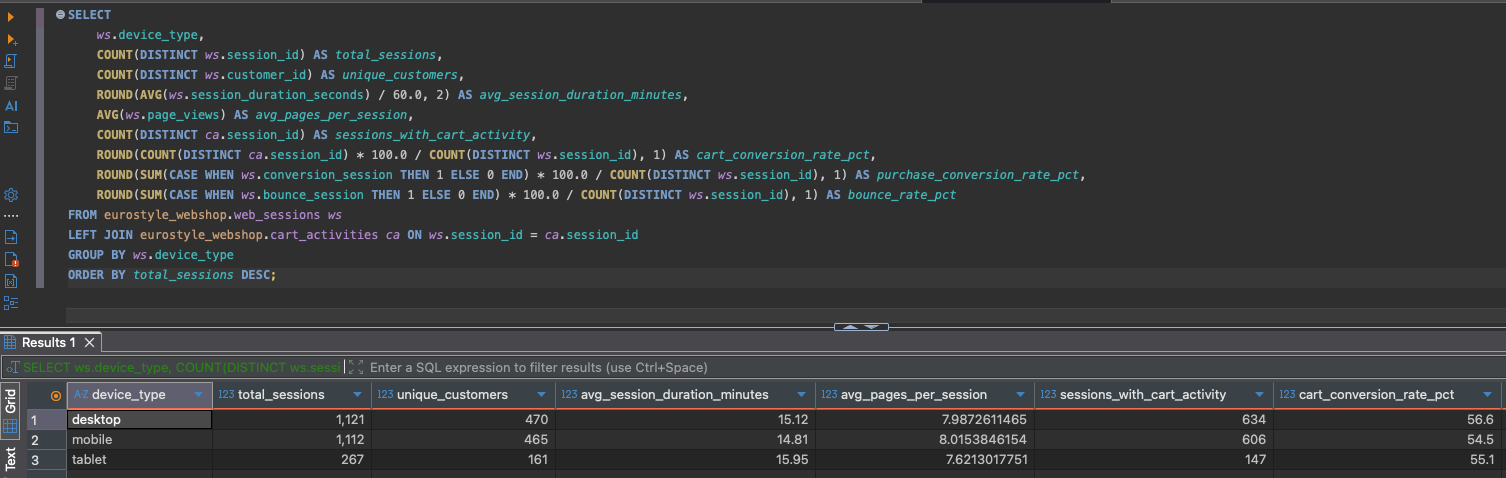 SELECT
ws.device_type,
COUNT(DISTINCT ws.session_id) AS total_sessions,
COUNT(DISTINCT ws.customer_id) AS unique_customers,
ROUND(AVG(ws.session_duration_seconds) / 60.0, 2) AS avg_session_duration_minutes,
AVG(ws.page_views) AS avg_pages_per_session,
AI COUNT(DISTINCT ca.session_id) AS sessions_with_cart_activity,
ROUND(COUNT(DISTINCT ca.session_id) * 100.0 / COUNT(DISTINCT ws.session_id), 1) AS cart_conversion_rate_pct,
ROUND(SUM(CASE WHEN ws.conversion_session THEN 1 ELSE 0 END) * 100.0 / COUNT(DISTINCT ws.session_id), 1) AS purchase_conversion_rate_pct,
ROUND(SUM(CASE WHEN ws.bounce_session THEN 1 ELSE 0 END) * 100.0 / COUNT(DISTINCT ws.session_id), 1) AS bounce_rate_pct
FROM eurostyle_webshop.web_sessions ws
LEFT JOIN eurostyle_webshop.cart_activities ca ON ws.session_id = ca.session_id
GROUP BY ws.device_type
ORDER BY total_sessions DESC;
Results 1
SELECT ws.device_type, COUNT(DISTINCT ws.sessi Enter a SQL expression to filter results (use Ctrl+Space)
Grid
Text
AZ device_type 123 total_sessions 123 unique_customers 123 avg_session_duration_minutes 123 avg_pages_per_session 123 sessions_with_cart_activity 123 cart_conversion_rate_pct
1 desktop 1,121 470 15.12 7.9872611465 634 56.6
2 mobile 1,112 465 14.81 8.0153846154 606 54.5
3 tablet 267 161 15.95 7.6213017751 147 55.1